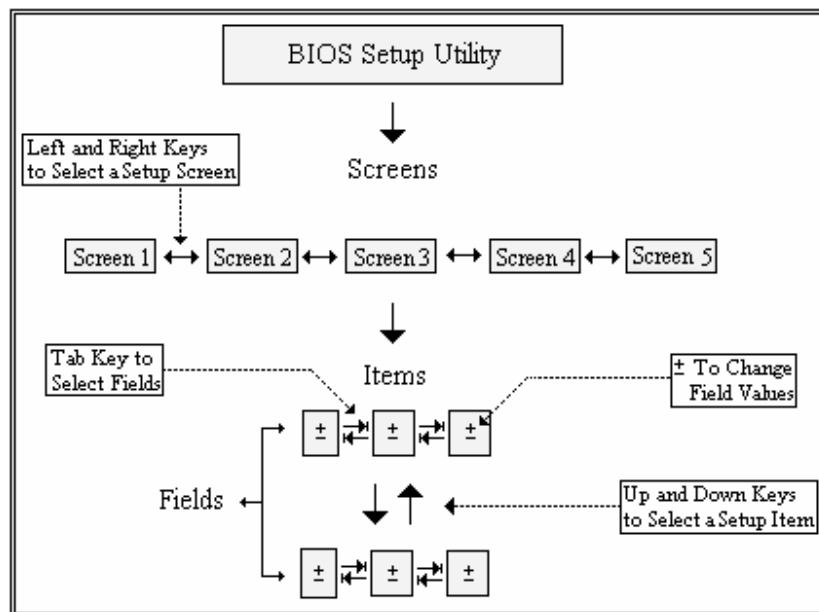 BIOS Setup Utility
Left and Right Keys
to Select a Setup Screen
Screens
Screen 1
Screen 2
Screen 3
Screen 4
Screen 5
Tab Key to
Select Fields
Items
± To Change
Field Values
± ± ±
Fields
Up and Down Keys
to Select a Setup Item
± ± ±